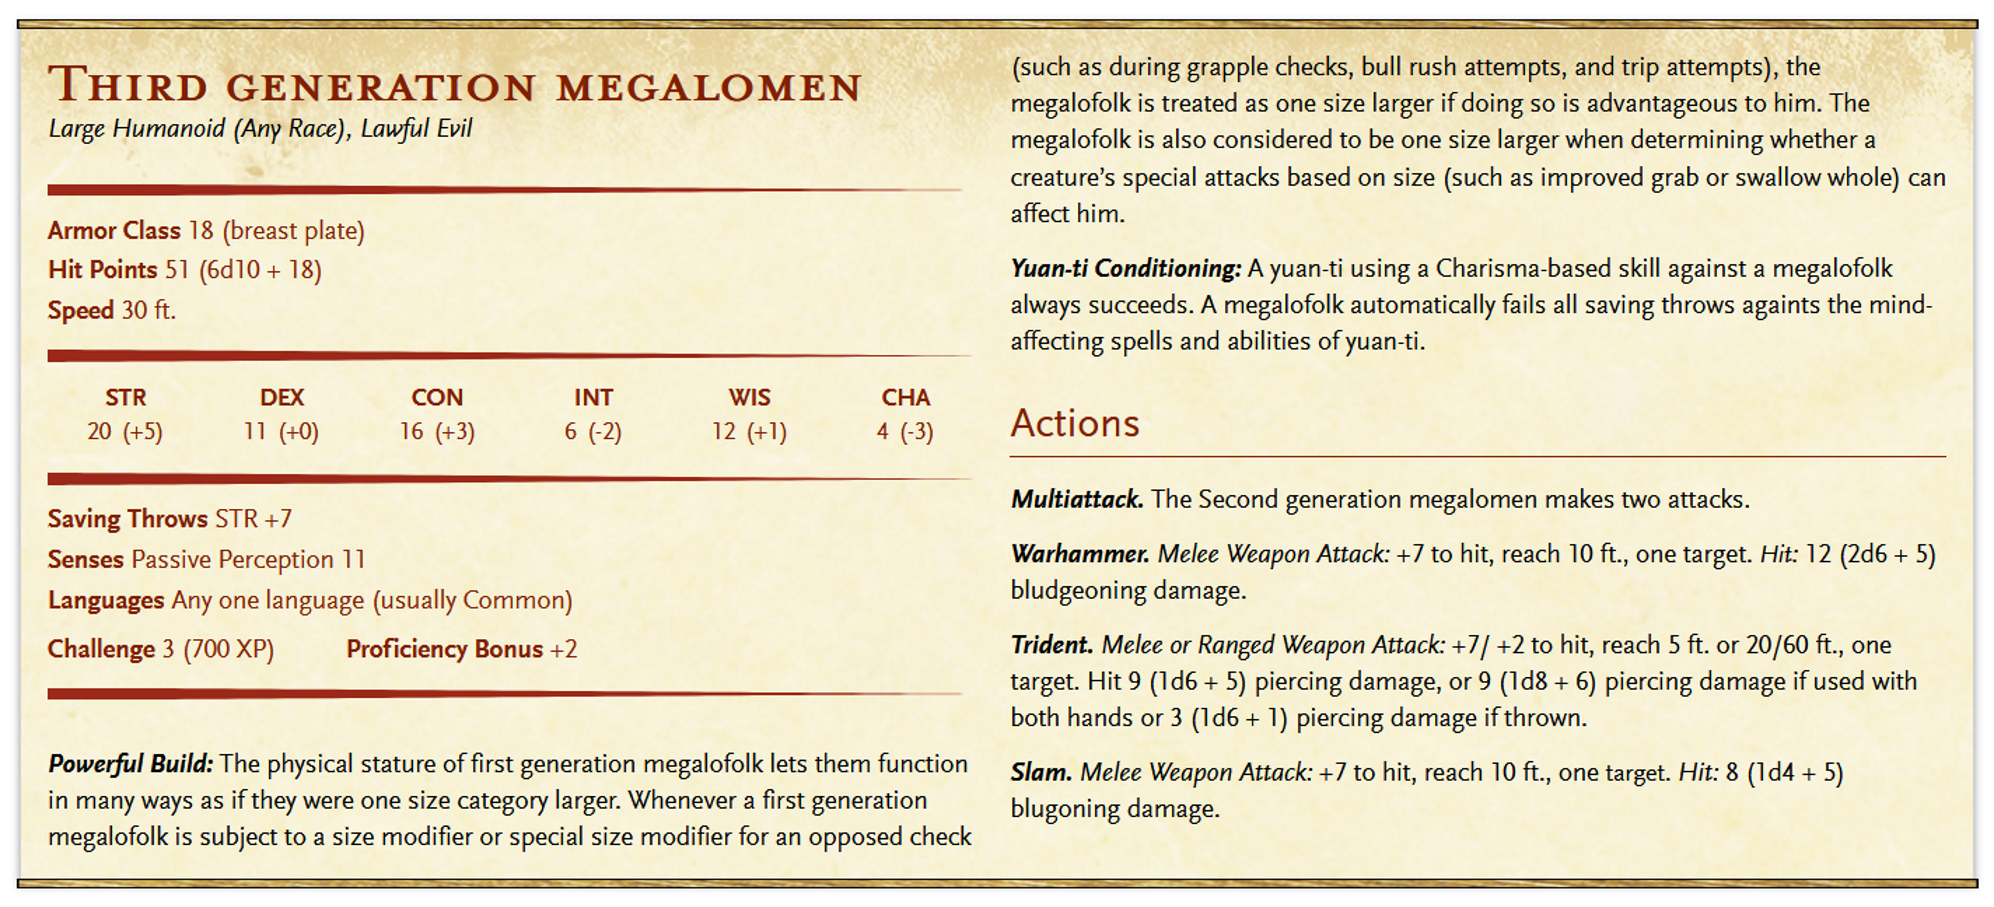 Third generation megalomen
Large Humanoid (Any Race), Lawful Evil
Armor Class 18 (breast plate)
Hit Points 51 (6d10 + 18)
Speed 30 ft.
STR DEX CON INT WIS CHA
20 (+5) 11 (+0) 16 (+3) 6 (-2) 12 (+1) 4 (-3)
Saving Throws STR +7
Senses Passive Perception 11
Languages Any one language (usually Common)
Challenge 3 (700 XP) Proficiency Bonus +2
Powerful Build: The physical stature of first generation megalofolk lets them function
in many ways as if they were one size category larger. Whenever a first generation
megalofolk is subject to a size modifier or special size modifier for an opposed check
(such as during grapple checks, bull rush attempts, and trip attempts), the
megalofolk is treated as one size larger if doing so is advantageous to him. The
megalofolk is also considered to be one size larger when determining whether a
creature’s special attacks based on size (such as improved grab or swallow whole) can
affect him.
Yuan-ti Conditioning: A yuan-ti using a Charisma-based skill against a megalofolk
always succeeds. A megalofolk automatically fails all saving throws againts the mind-
affecting spells and abilities of yuan-ti.
Actions
Multiattack. The Second generation megalomen makes two attacks.
Warhammer. Melee Weapon Attack: +7 to hit, reach 10 ft., one target. Hit: 12 (2d6 + 5)
bludgeoning damage.
Trident. Melee or Ranged Weapon Attack: +7/ +2 to hit, reach 5 ft. or 20/60 ft., one
target. Hit 9 (1d6 + 5) piercing damage, or 9 (1d8 + 6) piercing damage if used with
both hands or 3 (1d6 + 1) piercing damage if thrown.
Slam. Melee Weapon Attack: +7 to hit, reach 10 ft., one target. Hit: 8 (1d4 + 5)
blugoning damage.